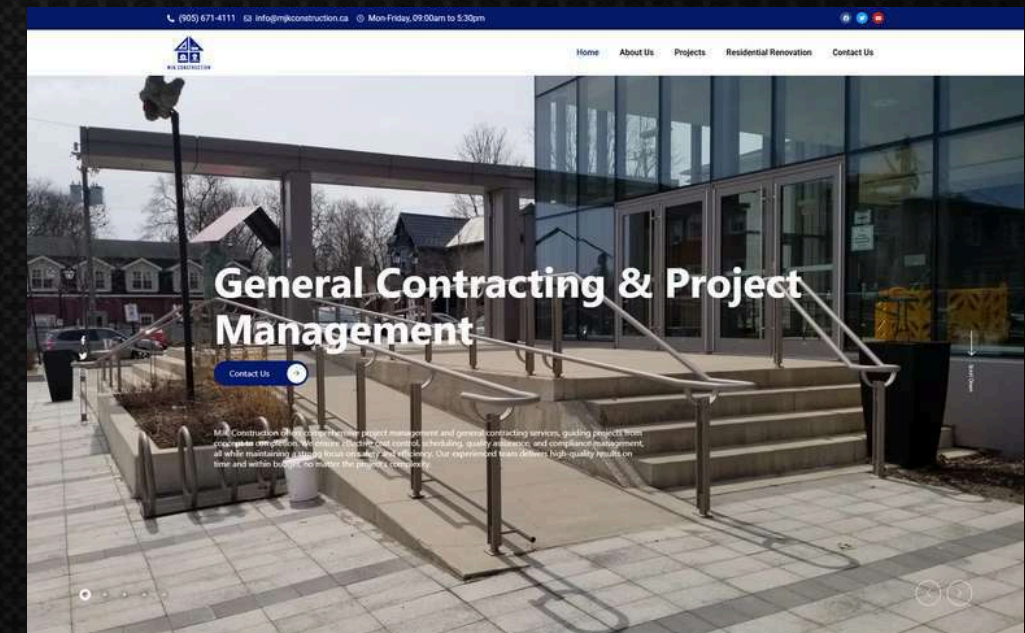 (905) 671-4111 info@mjkconstruction.ca Mon-Friday, 09:00am to 5:30pm
MJK CONSTRUCTION
Home About Us Projects Residential Renovation Contact Us
General Contracting & Project
Management
Contact Us
Scroll Down
MJK Construction offers comprehensive project management and general contracting services, guiding projects from
concept to completion. We ensure effective cost control, scheduling, quality assurance, and compliance management,
all while maintaining a strong focus on safety and efficiency. Our experienced team delivers high-quality results on
time and within budget, no matter the project's complexity.